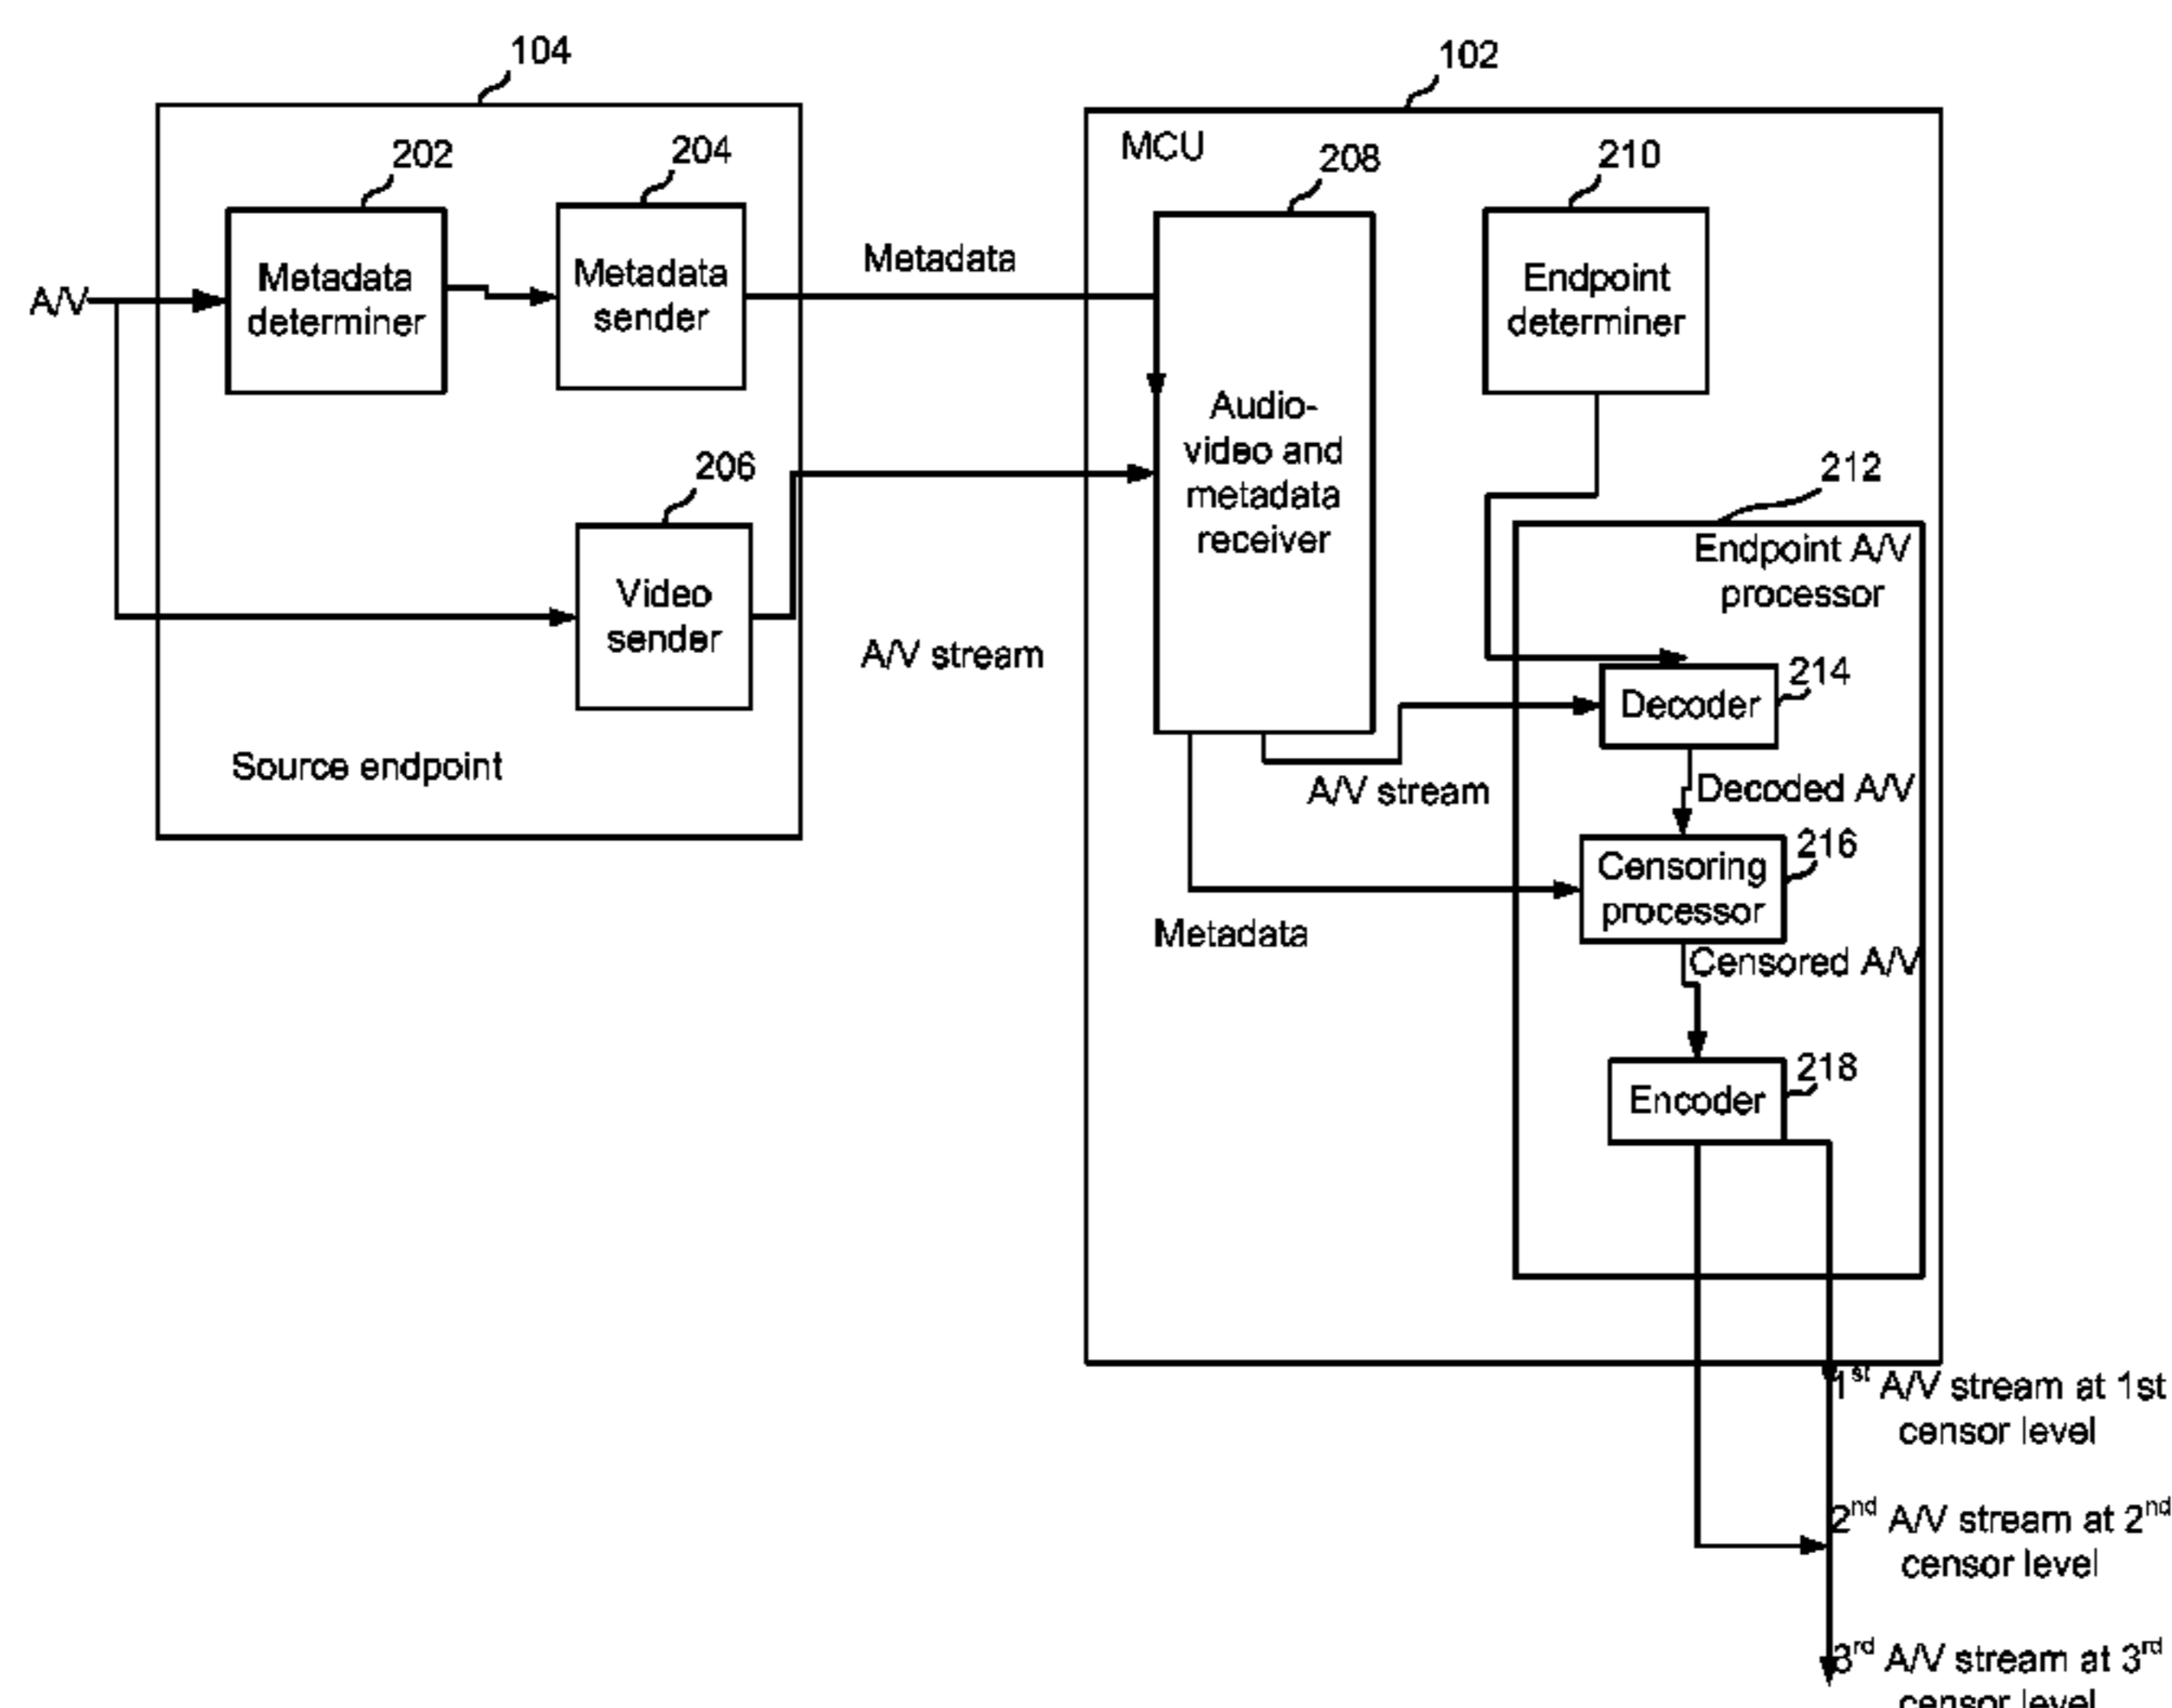 104
102
202
204
MCU
208
210
A/V
Metadata
determiner
Metadata
sender
Metadata
Endpoint
determiner
Audio-
video and
metadata
receiver
206
212
Video
sender
A/V stream
Endpoint A/V
processor
Source endpoint
Decoder
214
A/V stream
Decoded A/V
Censoring
processor
216
Metadata
Censored A/V
Encoder
218
1st A/V stream at 1st
censor level
2nd A/V stream at 2nd
censor level
3rd A/V stream at 3rd
censor level